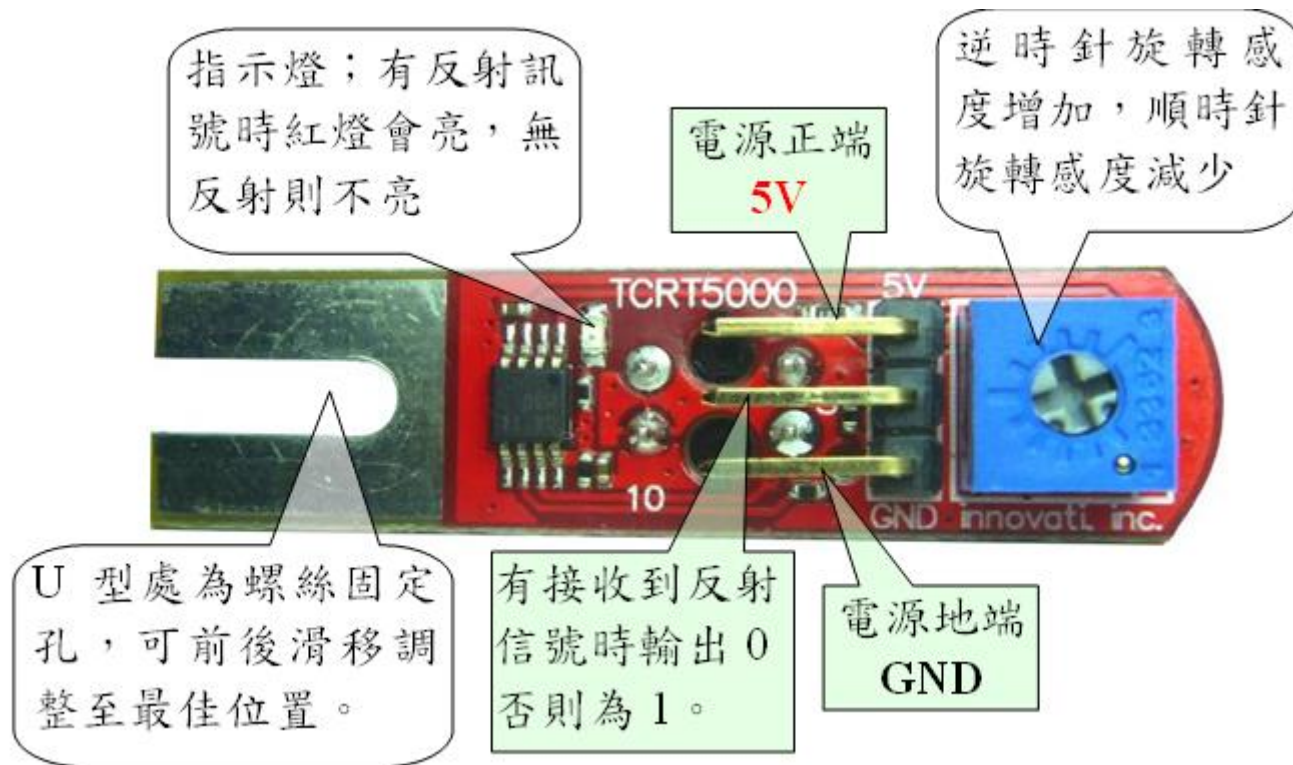 指示燈；有反射訊
號時紅燈會亮，無
反射則不亮
電源正端
5V
逆時針旋轉感
度增加，順時針
旋轉感度減少
TCRT5000
5V
10
GND innovati. inc.
U 型處為螺絲固定
孔，可前後滑移調
整至最佳位置。
有接收到反射
信號時輸出 0
否則為 1。
電源地端
GND